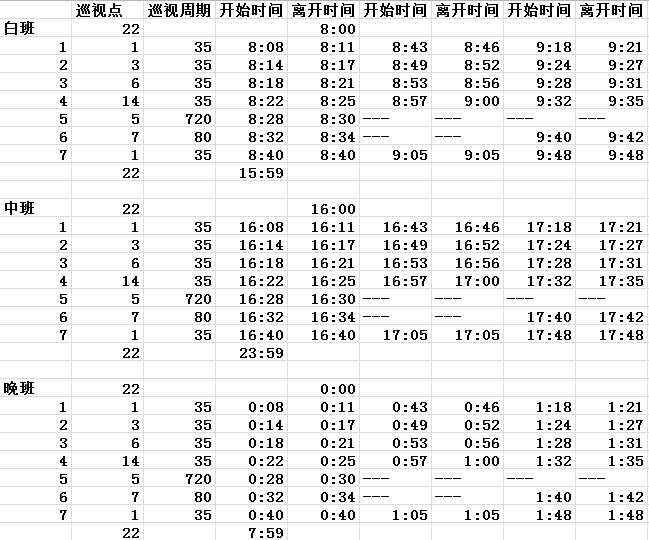 巡视点 巡视周期 开始时间 离开时间 开始时间 离开时间 开始时间 离开时间
白班 22 8:00
1 1 35 8:08 8:11 8:43 8:46 9:18 9:21
2 3 35 8:14 8:17 8:49 8:52 9:24 9:27
3 6 35 8:18 8:21 8:53 8:56 9:28 9:31
4 14 35 8:22 8:25 8:57 9:00 9:32 9:35
5 5 720 8:28 8:30 --- --- --- ---
6 7 80 8:32 8:34 --- --- 9:40 9:42
7 1 35 8:40 8:40 9:05 9:05 9:48 9:48
22 15:59
中班 22 16:00
1 1 35 16:08 16:11 16:43 16:46 17:18 17:21
2 3 35 16:14 16:17 16:49 16:52 17:24 17:27
3 6 35 16:18 16:21 16:53 16:56 17:28 17:31
4 14 35 16:22 16:25 16:57 17:00 17:32 17:35
5 5 720 16:28 16:30 --- --- --- ---
6 7 80 16:32 16:34 --- --- 17:40 17:42
7 1 35 16:40 16:40 17:05 17:05 17:48 17:48
22 23:59
晚班 22 0:00
1 1 35 0:08 0:11 0:43 0:46 1:18 1:21
2 3 35 0:14 0:17 0:49 0:52 1:24 1:27
3 6 35 0:18 0:21 0:53 0:56 1:28 1:31
4 14 35 0:22 0:25 0:57 1:00 1:32 1:35
5 5 720 0:28 0:30 --- --- --- ---
6 7 80 0:32 0:34 --- --- 1:40 1:42
7 1 35 0:40 0:40 1:05 1:05 1:48 1:48
22 7:59